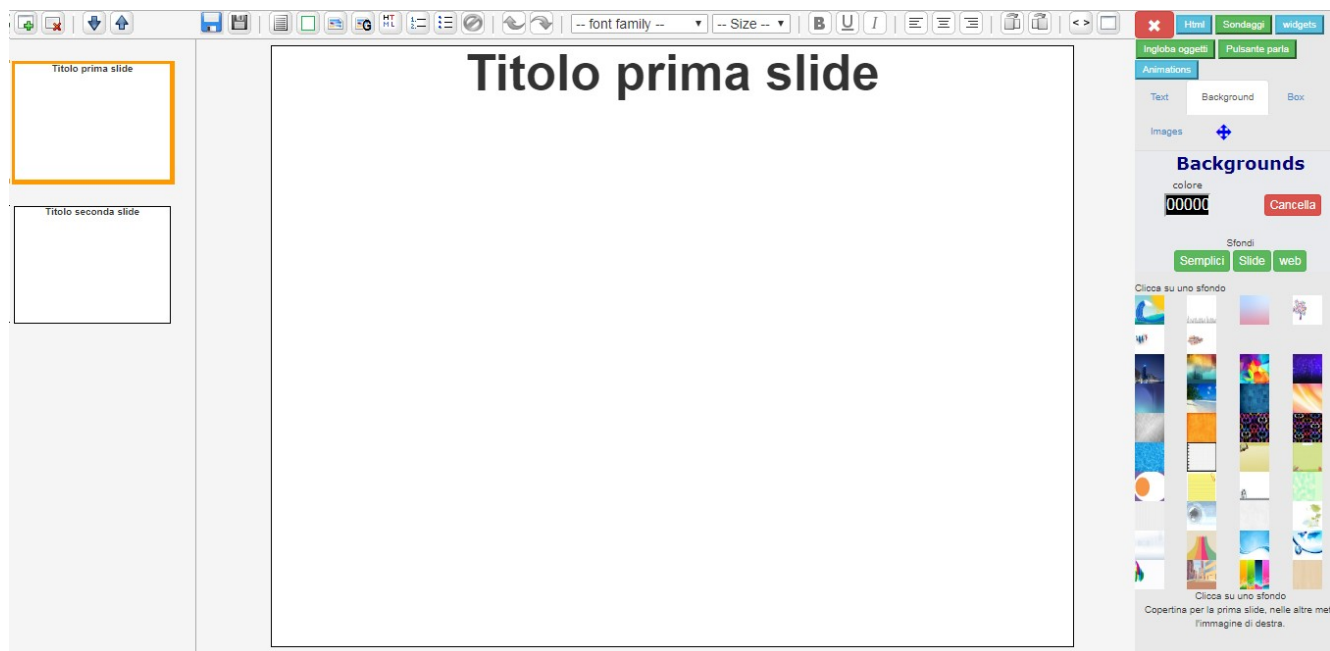 HTML
-- font family --
-- Size --
B U I
< >
Html Sondaggi widgets
Ingloba oggetti Pulsante parla
Animations
Text Background Box
Images
Titolo prima slide
Titolo seconda slide
Titolo prima slide
Backgrounds
colore
00000 Cancella
Sfondi
Semplici Slide web
Clicca su uno sfondo
Clicca su uno sfondo
Copertina per la prima slide, nelle altre met
l'immagine di destra.